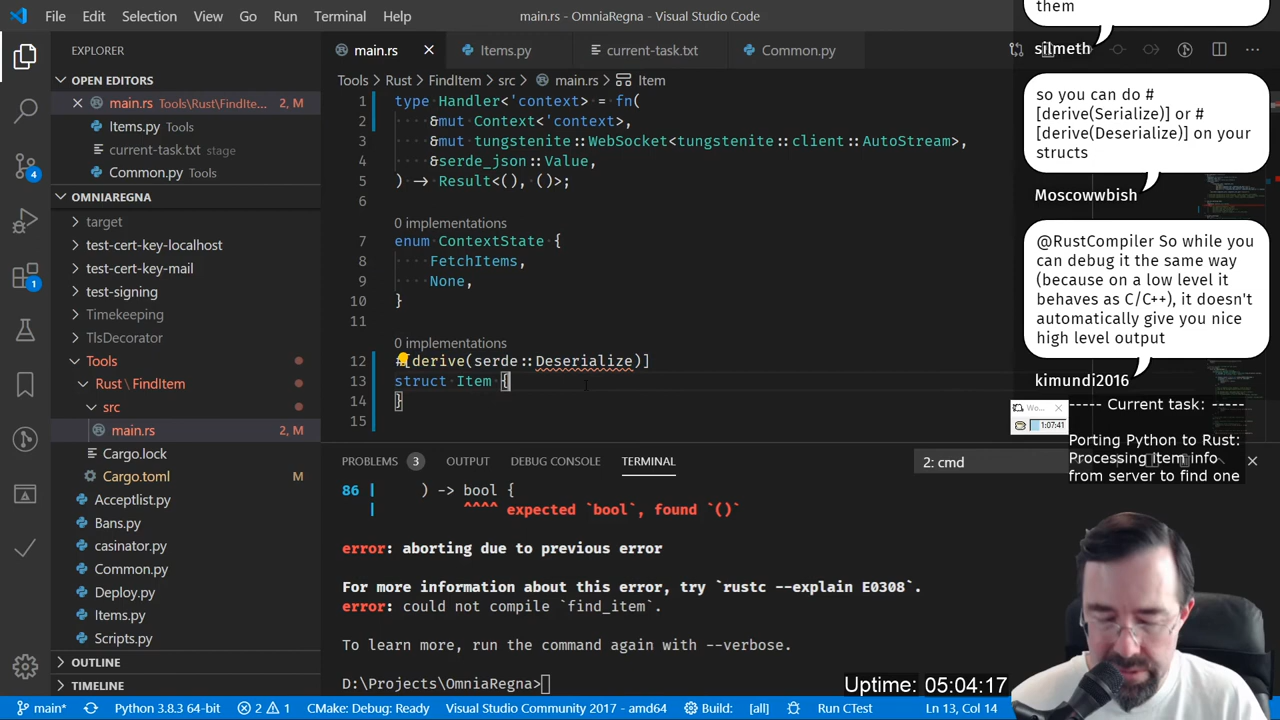 File Edit Selection View Go Run Terminal Help
main.rs - OmniaRegna - Visual Studio Code
them
EXPLORER
main.rs
Items.py
current-task.txt
Common.py
silmeth
OPEN EDITORS
main.rs Tools\Rust\FindIte... 2, M
Items.py Tools
current-task.txt stage
Common.py Tools
OMNIAREGNA
target
test-cert-key-localhost
test-cert-key-mail
test-signing
Timekeeping
TlsDecorator
Tools
Rust \ FindItem
src
main.rs 2, M
Cargo.lock
Cargo.toml M
Acceptlist.py
Bans.py
casinator.py
Common.py
Deploy.py
Items.py
Scripts.py
OUTLINE
TIMELINE
4
1
Tools > Rust > FindItem > src > main.rs > Item
1 type Handler<'context> = fn(
2 &mut Context<'context>,
3 &mut tungstenite::WebSocket<tungstenite::client::AutoStream>,
4 &serde_json::Value,
5 ) -> Result<(), ()>;
6
0 implementations
7 enum ContextState {
8 FetchItems,
9 None,
10 }
11
0 implementations
12 #[derive(serde::Deserialize)]
13 struct Item {
14 }
15
so you can do #
[derive(Serialize)] or #
[derive(Deserialize)] on your
structs
Moscowwbish
@RustCompiler So while you
can debug it the same way
(because on a low level it
behaves as C/C++), it doesn't
automatically give you nice
high level output
kimundi2016
Wo...
1:07:41
----- Current task: -----
Porting Python to Rust:
Processing item info
from server to find one
PROBLEMS 3 OUTPUT DEBUG CONSOLE TERMINAL
2: cmd
86 | ) -> bool {
| ^^^^ expected `bool`, found `()`
error: aborting due to previous error
For more information about this error, try `rustc --explain E0308`.
error: could not compile `find_item`.
To learn more, run the command again with --verbose.
D:\Projects\OmniaRegna>
Uptime: 05:04:17
main* Python 3.8.3 64-bit 2 1 CMake: Debug: Ready Visual Studio Community 2017 - amd64 Build: [all] Run CTest Ln 13, Col 14